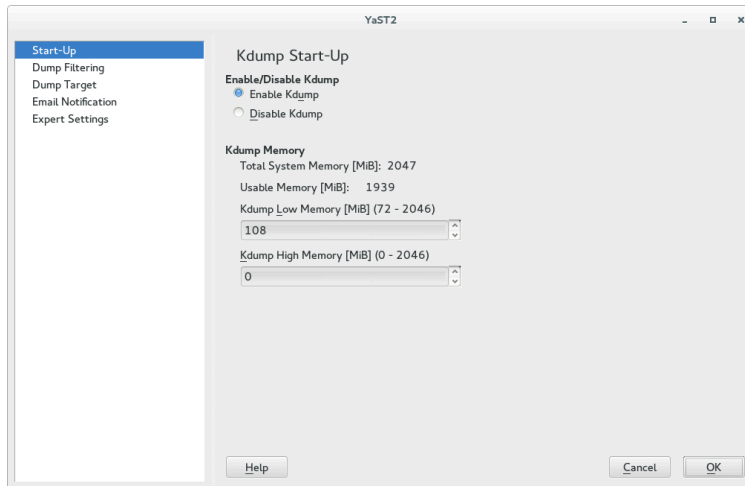 YaST2
Start-Up
Dump Filtering
Dump Target
Email Notification
Expert Settings
Kdump Start-Up
Enable/Disable Kdump
Enable Kdump
Disable Kdump
Kdump Memory
Total System Memory [MiB]: 2047
Usable Memory [MiB]: 1939
Kdump Low Memory [MiB] (72 - 2046)
108
Kdump High Memory [MiB] (0 - 2046)
0
Help
Cancel
OK